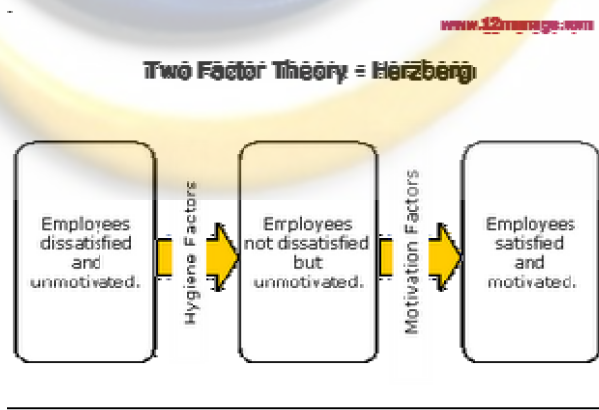 www.12manage.com
Two Factor Theory - Herzberg
Employees
dissatisfied
and
unmotivated.
Hygiene Factors
Employees
not dissatisfied
but
unmotivated.
Motivation Factors
Employees
satisfied
and
motivated.